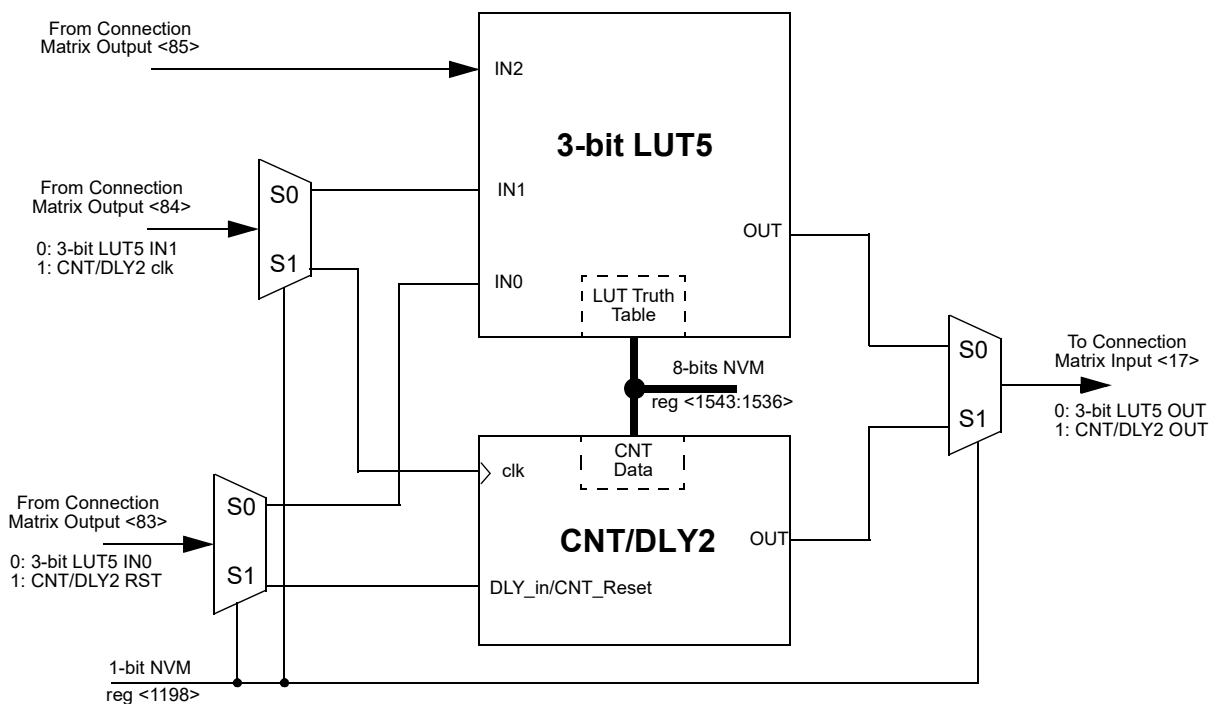 From Connection
Matrix Output <85>
IN2
3-bit LUT5
From Connection
Matrix Output <84>
0: 3-bit LUT5 IN1
1: CNT/DLY2 clk
S0
S1
IN1
IN0
OUT
LUT Truth
Table
8-bits NVM
reg <1543:1536>
S0
S1
To Connection
Matrix Input <17>
0: 3-bit LUT5 OUT
1: CNT/DLY2 OUT
From Connection
Matrix Output <83>
0: 3-bit LUT5 IN0
1: CNT/DLY2 RST
S0
S1
clk
CNT
Data
CNT/DLY2
OUT
DLY_in/CNT_Reset
1-bit NVM
reg <1198>